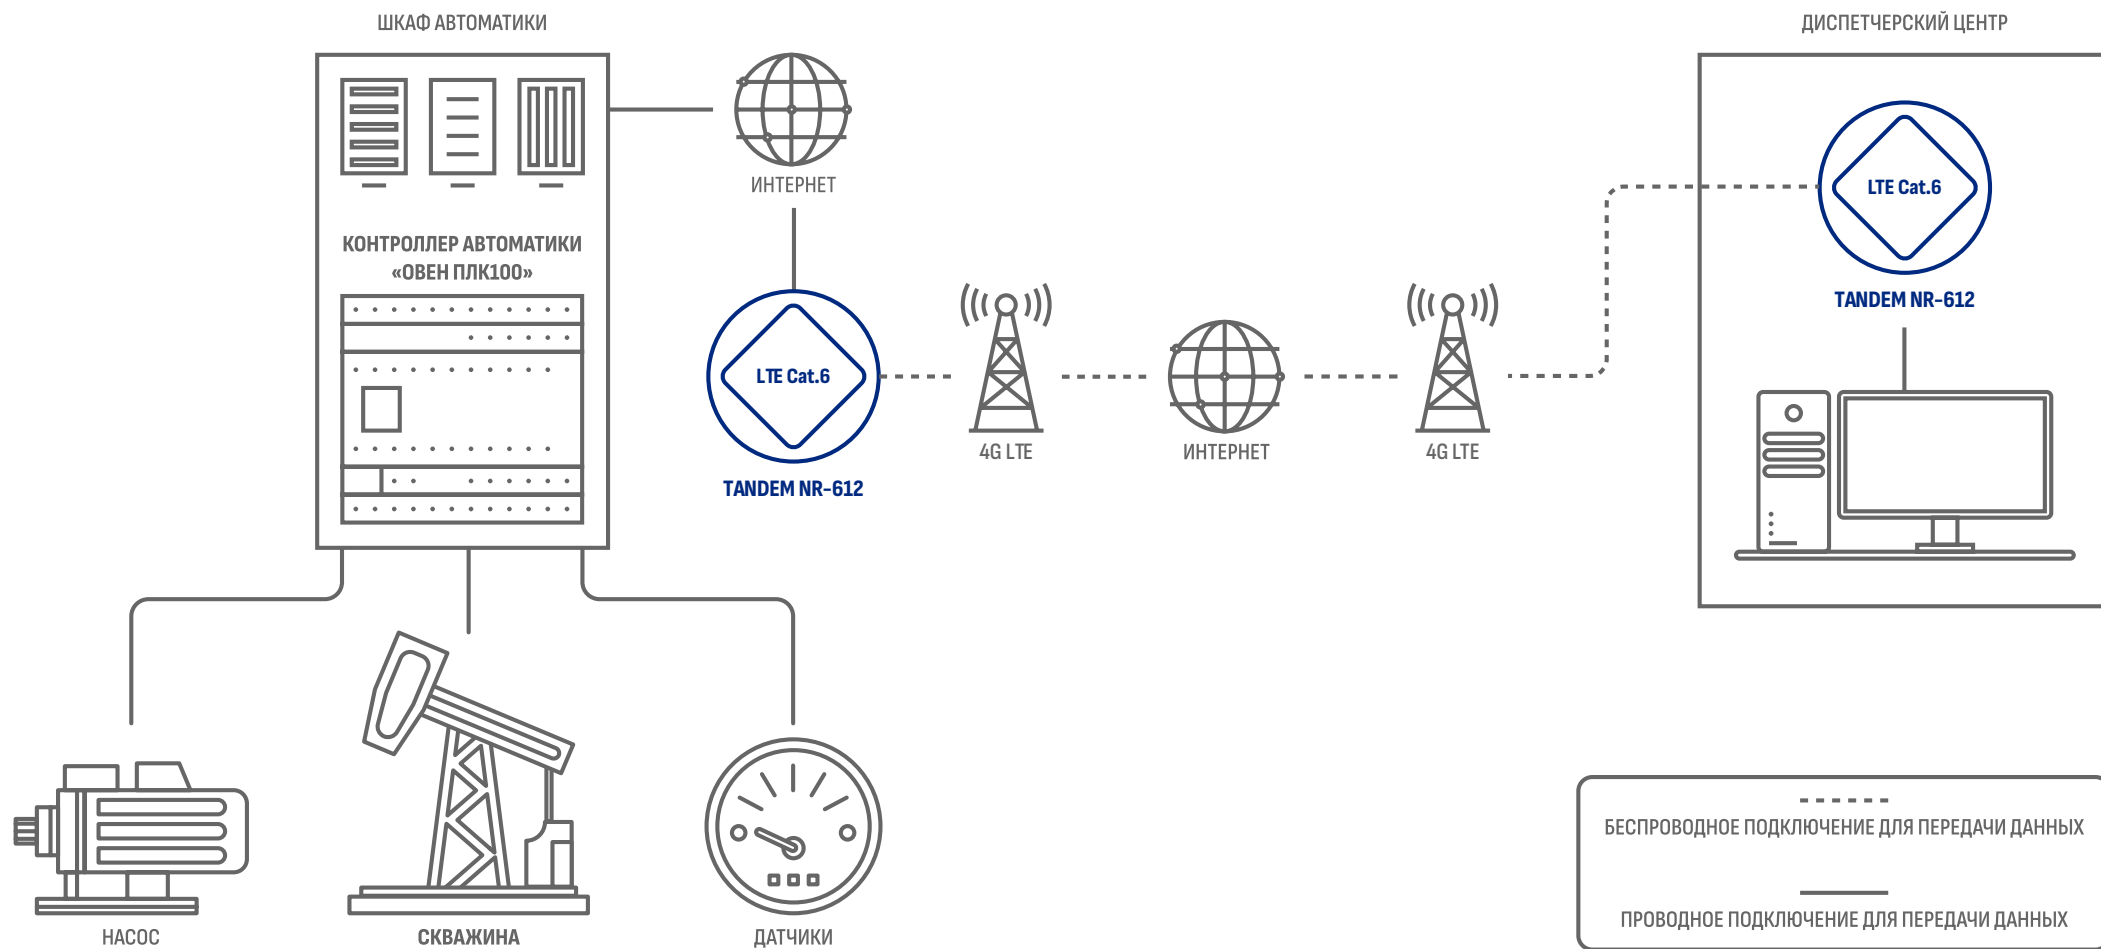 ШКАФ АВТОМАТИКИ
ДИСПЕТЧЕРСКИЙ ЦЕНТР
ИНТЕРНЕТ
LTE Cat.6
КОНТРОЛЛЕР АВТОМАТИКИ
«ОВЕН ПЛК100»
TANDEM NR-612
LTE Cat.6
4G LTE
ИНТЕРНЕТ
4G LTE
TANDEM NR-612
БЕСПРОВОДНОЕ ПОДКЛЮЧЕНИЕ ДЛЯ ПЕРЕДАЧИ ДАННЫХ
ПРОВОДНОЕ ПОДКЛЮЧЕНИЕ ДЛЯ ПЕРЕДАЧИ ДАННЫХ
НАСОС
СКВАЖИНА
ДАТЧИКИ